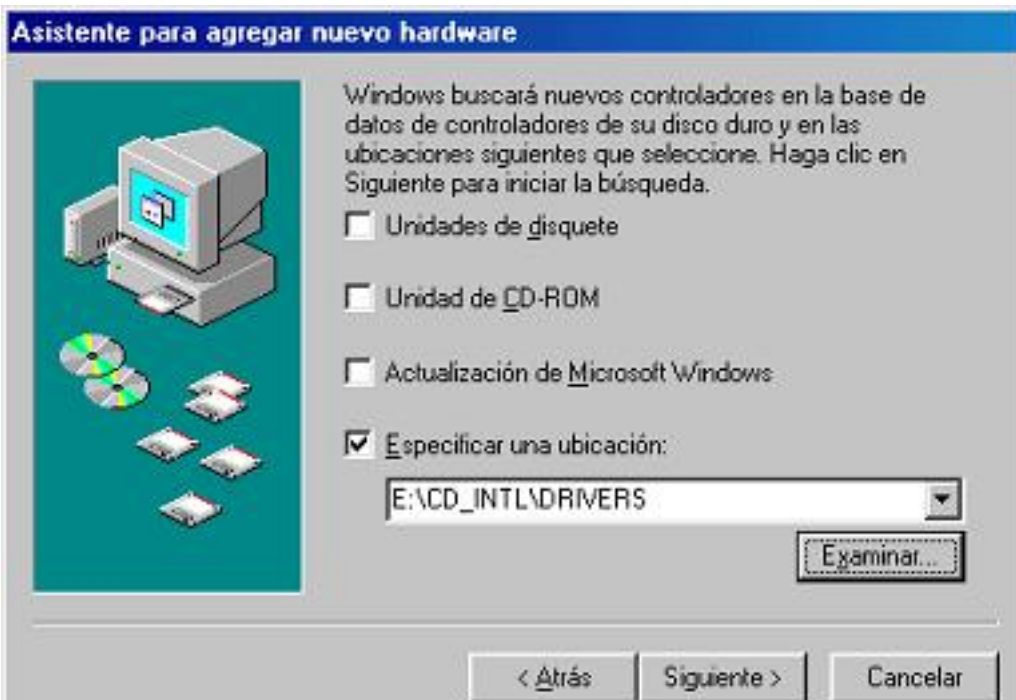 Asistente para agregar nuevo hardware
Windows buscará nuevos controladores en la base de
datos de controladores de su disco duro y en las
ubicaciones siguientes que seleccione. Haga clic en
Siguiente para iniciar la búsqueda.
Unidades de disquete
Unidad de CD-ROM
Actualización de Microsoft Windows
Especificar una ubicación:
E:\CD_INTL\DRIVERS
Examinar...
< Atrás
Siguiente >
Cancelar